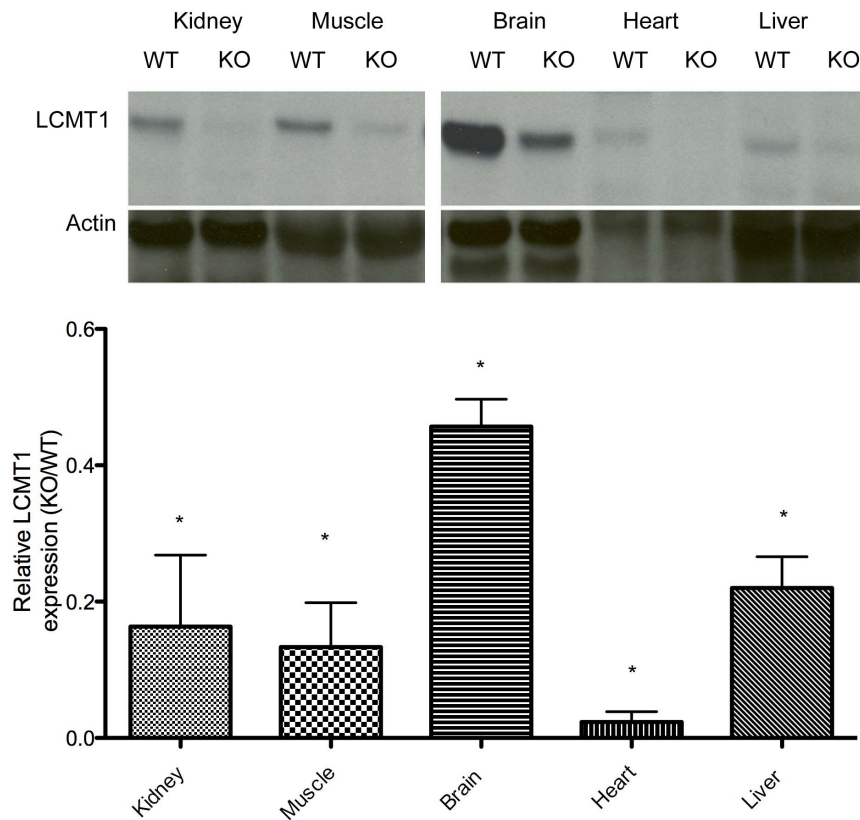 Kidney Muscle Brain Heart Liver
WT KO WT KO WT KO WT KO WT KO
LCMT1
Actin
0.6
*
0.4
*
*
*
Relative LCMT1
expression (KO/WT)
0.2
*
0.0
Kidney Muscle Brain Heart Liver